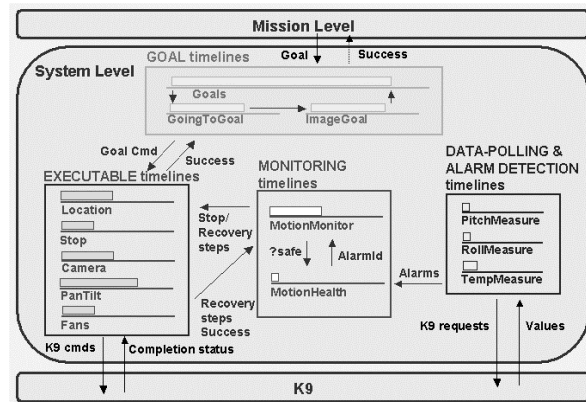 Mission Level
Goal
Success
System Level
GOAL timelines
Goals
GoingToGoal
ImageGoal
Goal Cmd
Success
EXECUTABLE timelines
Location
Stop
Camera
PanTilt
Fans
Stop/
Recovery
steps
Recovery
steps
Success
MONITORING
timelines
MotionMonitor
?safe
AlarmId
MotionHealth
Alarms
DATA-POLLING &
ALARM DETECTION
timelines
PitchMeasure
RollMeasure
TempMeasure
K9 cmds
Completion status
K9 requests
Values
K9